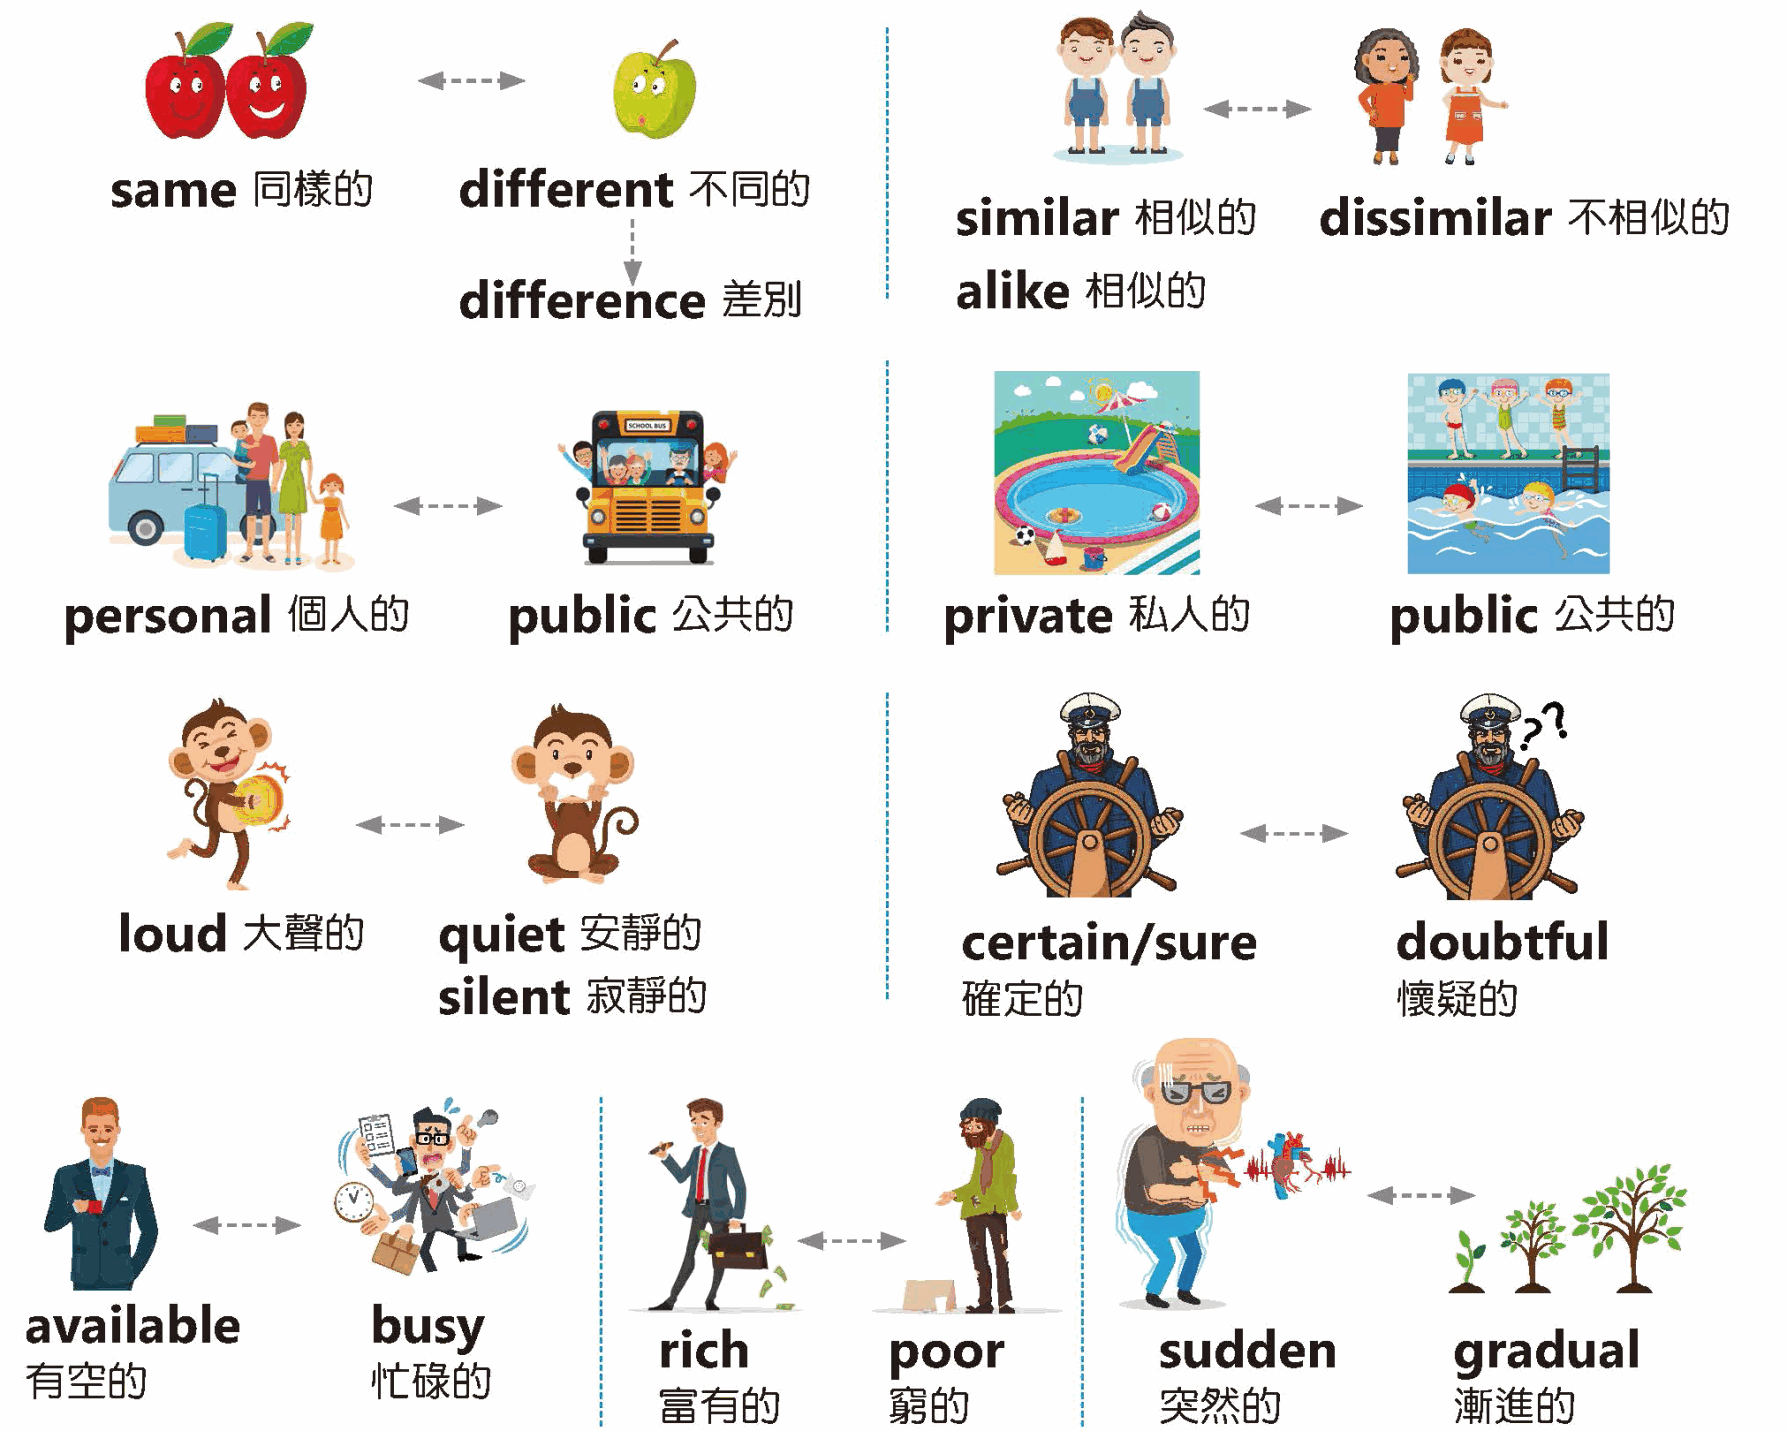 same 同樣的
different 不同的
difference 差別
similar 相似的
alike 相似的
dissimilar 不相似的
SCHOOL BUS
personal 個人的
public 公共的
private 私人的
public 公共的
loud 大聲的
quiet 安靜的
silent 寂靜的
certain/sure
確定的
??
doubtful
懷疑的
available
有空的
busy
忙碌的
rich
富有的
poor
窮的
sudden
突然的
gradual
漸進的